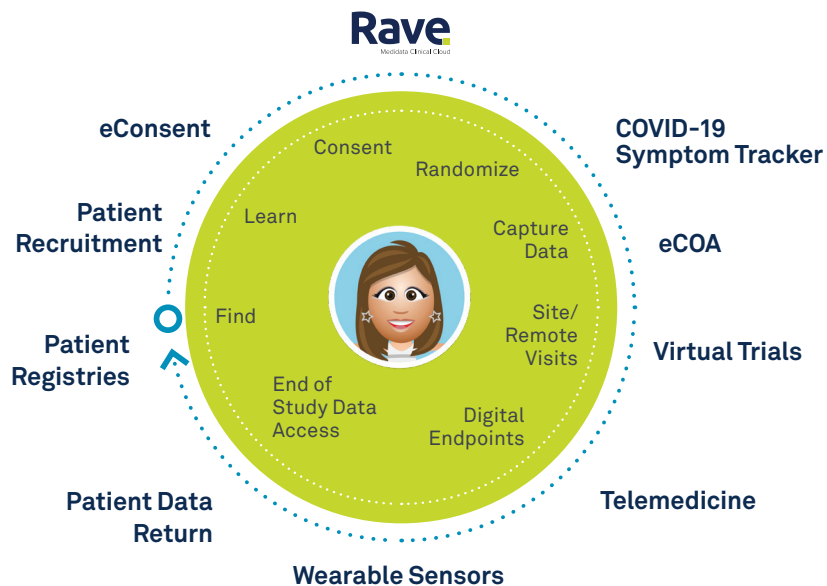 Rave
Medidata Clinical Cloud
eConsent
COVID-19
Symptom Tracker
Patient
Recruitment
eCOA
Patient
Registries
Virtual Trials
Patient Data
Return
Telemedicine
Wearable Sensors
Consent
Randomize
Learn
Capture
Data
Find
Site/
Remote
Visits
End of
Study Data
Access
Digital
Endpoints